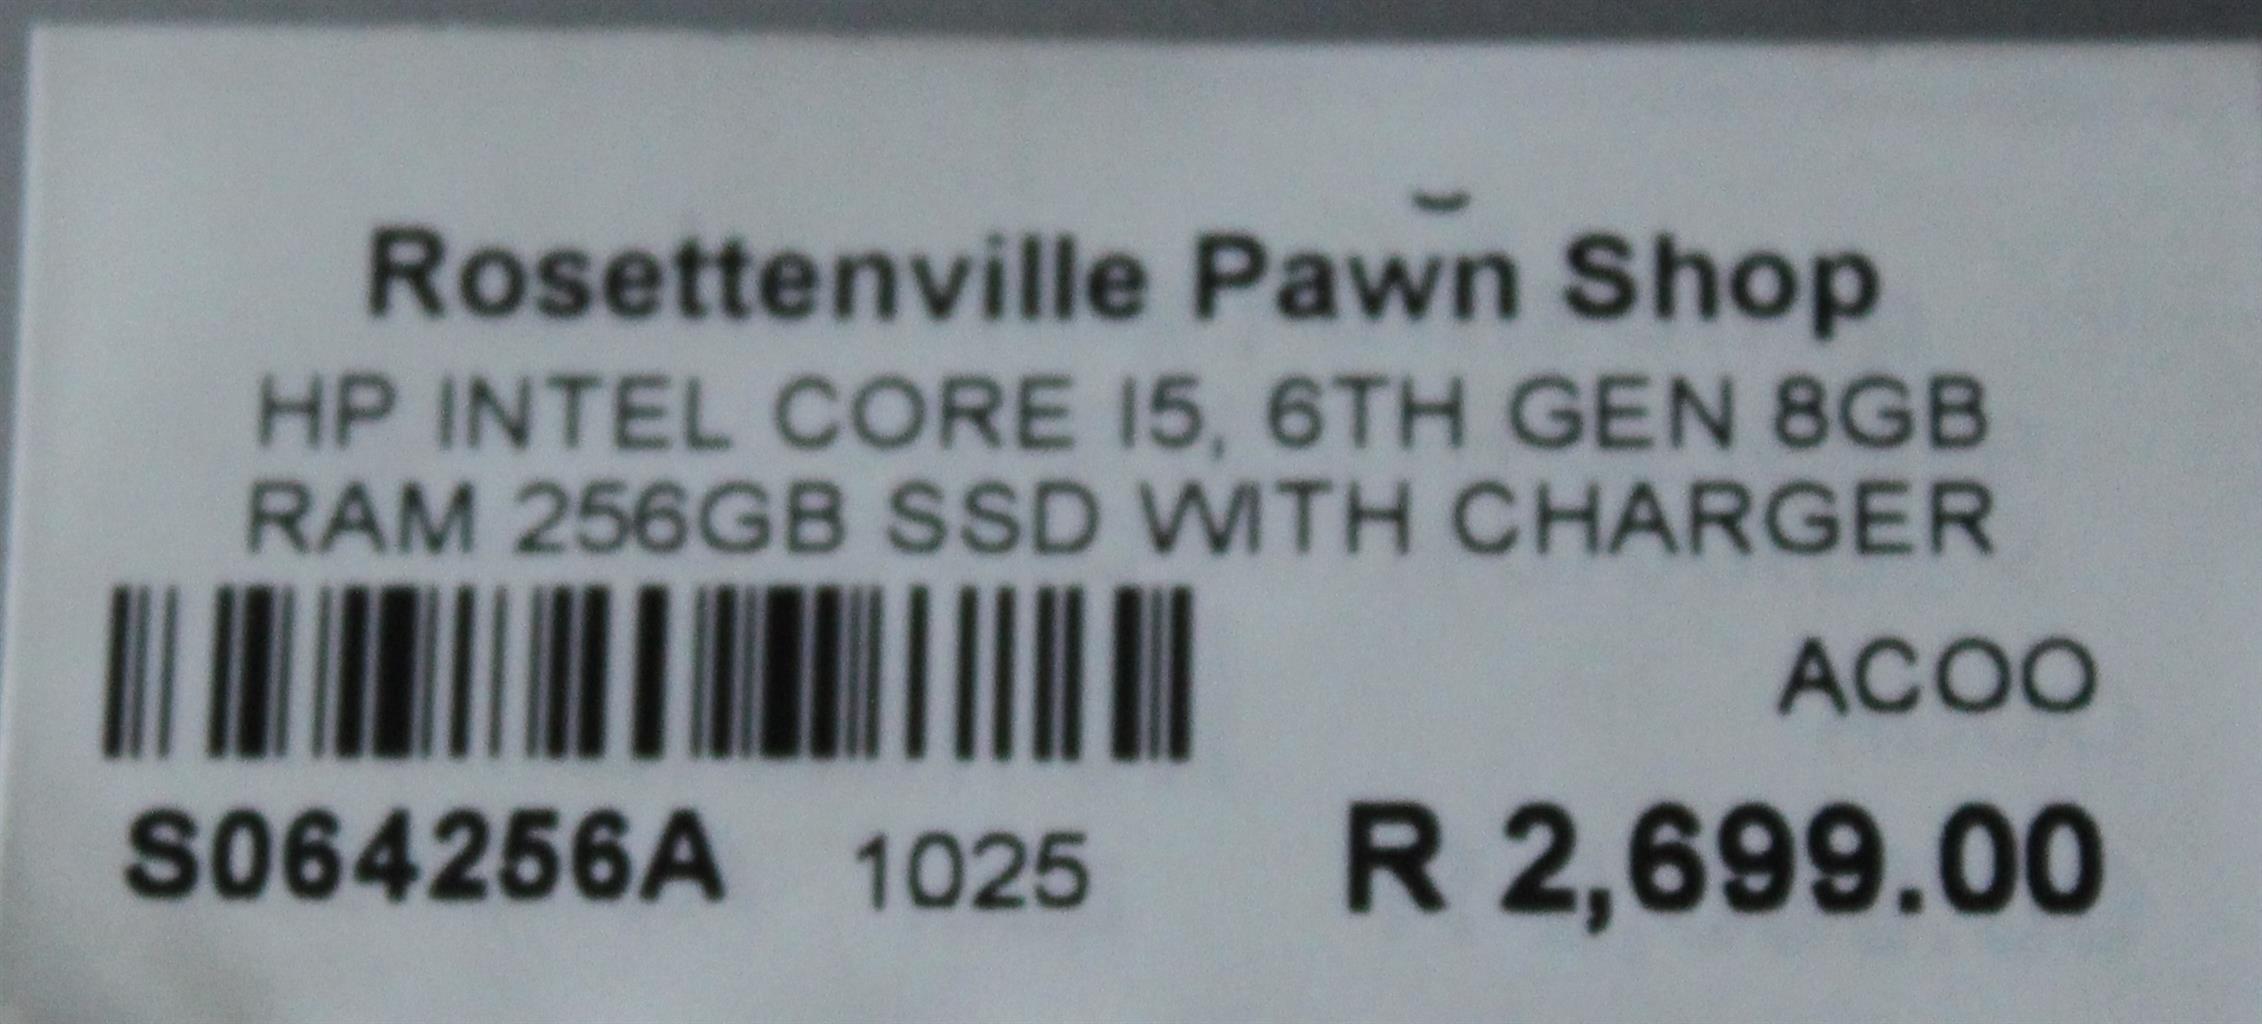 Rosettenville Pawn Shop
HP INTEL CORE I5, 6TH GEN 8GB
RAM 256GB SSD WITH CHARGER
ACOO
S064256A 1025 R 2,699.00